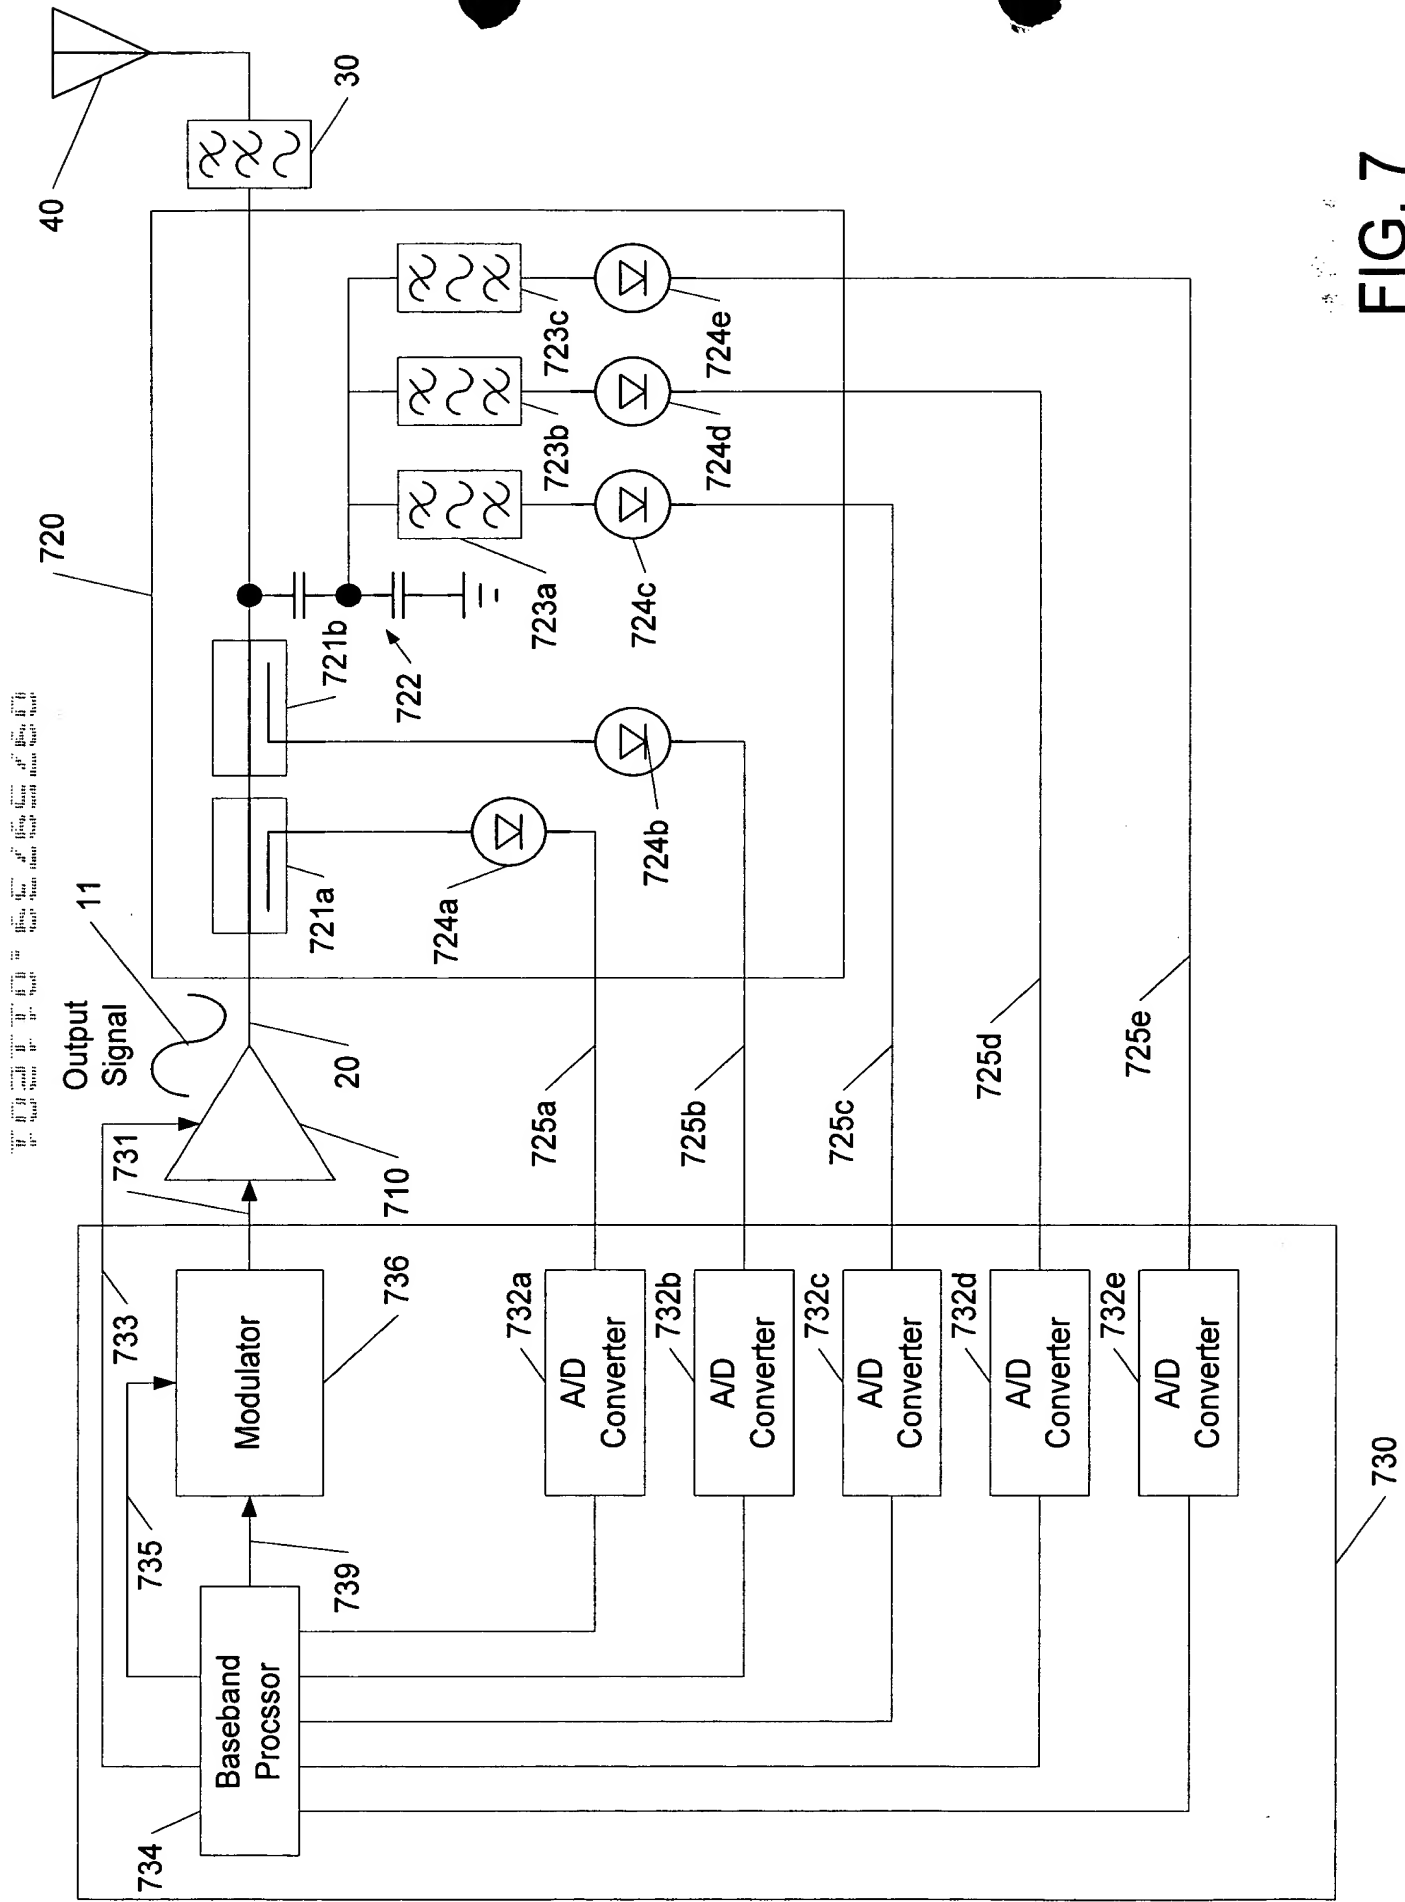 40
30
720
723c
724e
723b
724d
723a
724c
721b
722
724b
721a
724a
11
Output
Signal
20
731
710
725a
725b
725c
725d
725e
733
Modulator
736
735
739
732a
A/D
Converter
732b
A/D
Converter
732c
A/D
Converter
732d
A/D
Converter
732e
A/D
Converter
Baseband
Procssor
734
730
FIG. 7